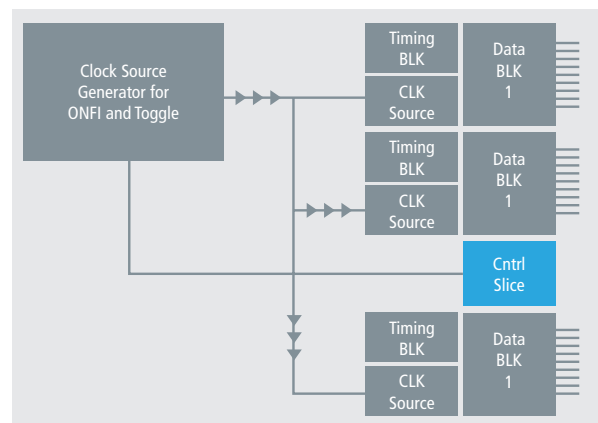 Clock Source
Generator for
ONFI and Toggle
Timing
BLK
CLK
Source
Data
BLK
1
Timing
BLK
CLK
Source
Data
BLK
1
Cntrl
Slice
Timing
BLK
CLK
Source
Data
BLK
1